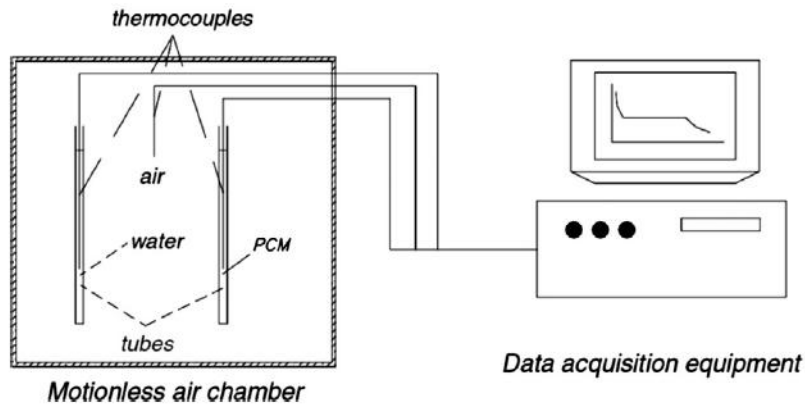 thermocouples
air
water
PCM
tubes
Motionless air chamber
Data acquisition equipment